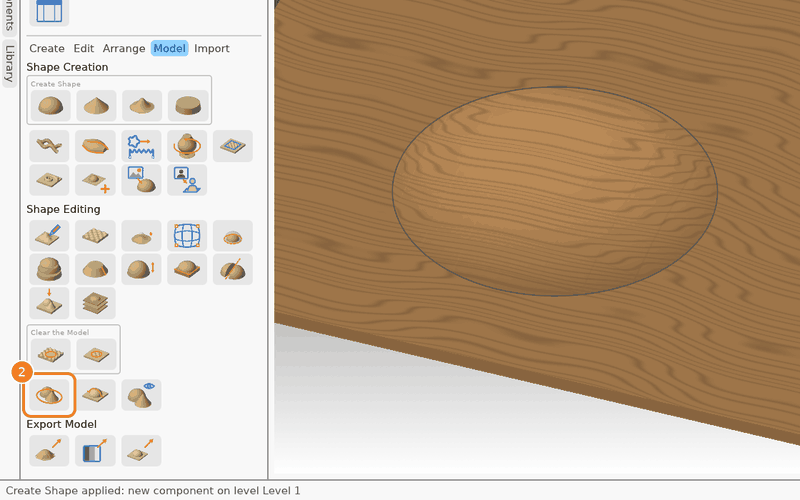 nents
Library
Create Edit Arrange Model Import
Shape Creation
Create Shape
Shape Editing
Clear the Model
2
Export Model
Create Shape applied: new component on level Level 1